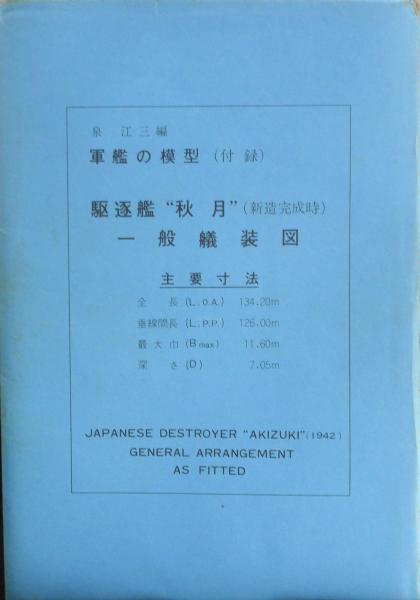 泉 江三編
軍艦の模型(付録)
駆逐艦“秋月”(新造完成時)
一般艤装図
主要寸法
全長(L.O.A.) 134.20m
垂線間長(L.P.P.) 126.00m
最大巾(Bmax) 11.60m
深さ(D) 7.05m
JAPANESE DESTROYER “AKIZUKI”(1942)
GENERAL ARRANGEMENT
AS FITTED